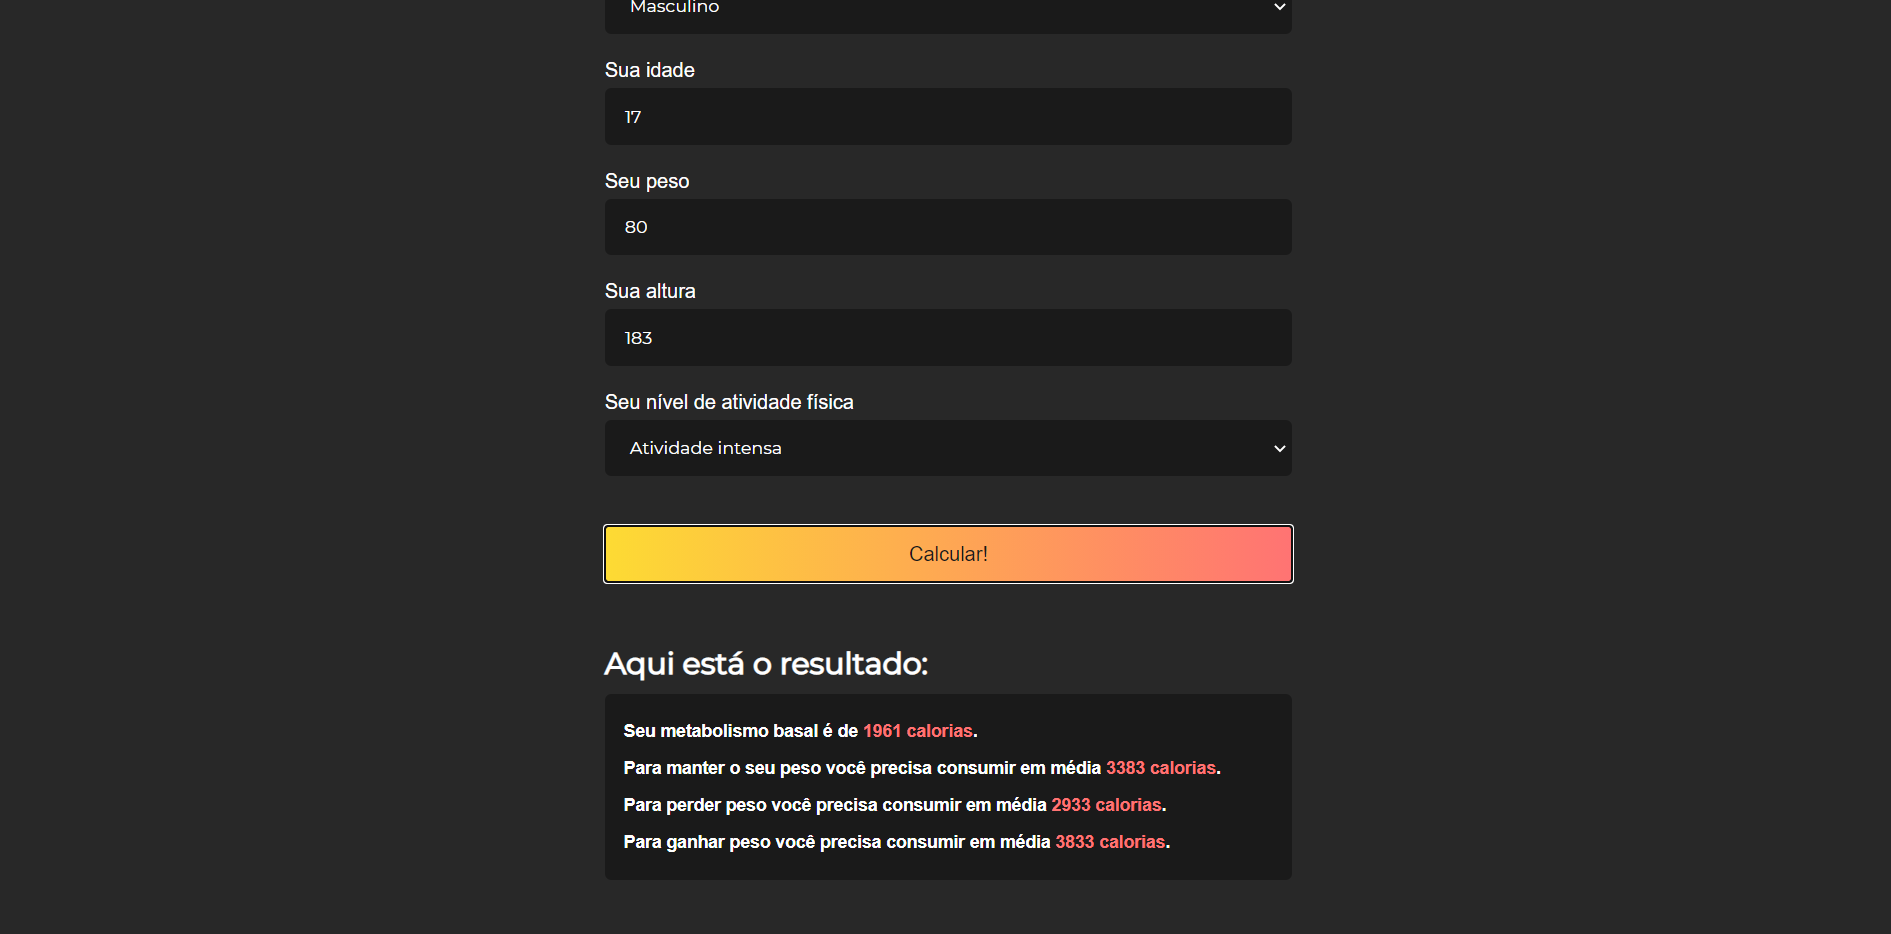 Masculino
Sua idade
17
Seu peso
80
Sua altura
183
Seu nível de atividade física
Atividade intensa
Calcular!
Aqui está o resultado:
Seu metabolismo basal é de 1961 calorias.
Para manter o seu peso você precisa consumir em média 3383 calorias.
Para perder peso você precisa consumir em média 2933 calorias.
Para ganhar peso você precisa consumir em média 3833 calorias.